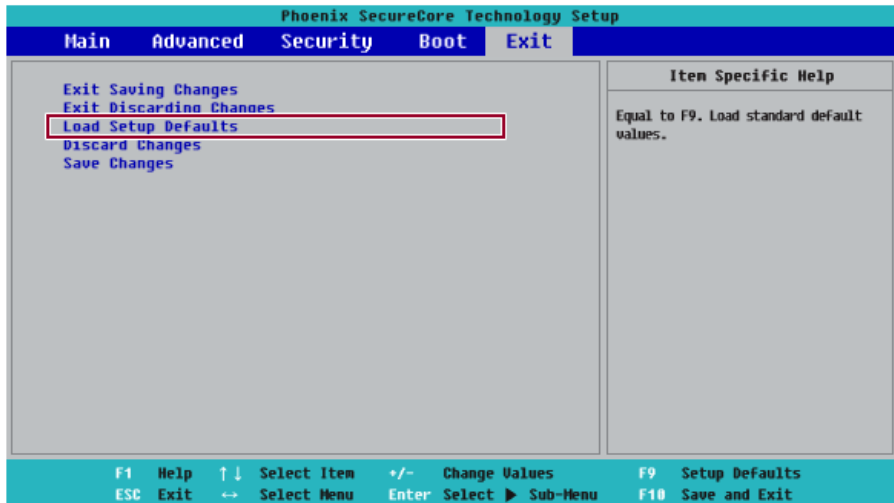 Phoenix SecureCore Technology Setup
Main Advanced Security Boot Exit
Exit Saving Changes
Exit Discarding Changes
Load Setup Defaults
Discard Changes
Save Changes
Item Specific Help
Equal to F9. Load standard default
values.
F1 Help ↑↓ Select Item +/- Change Values F9 Setup Defaults
ESC Exit ↔ Select Menu Enter Select ▶ Sub-Menu F10 Save and Exit